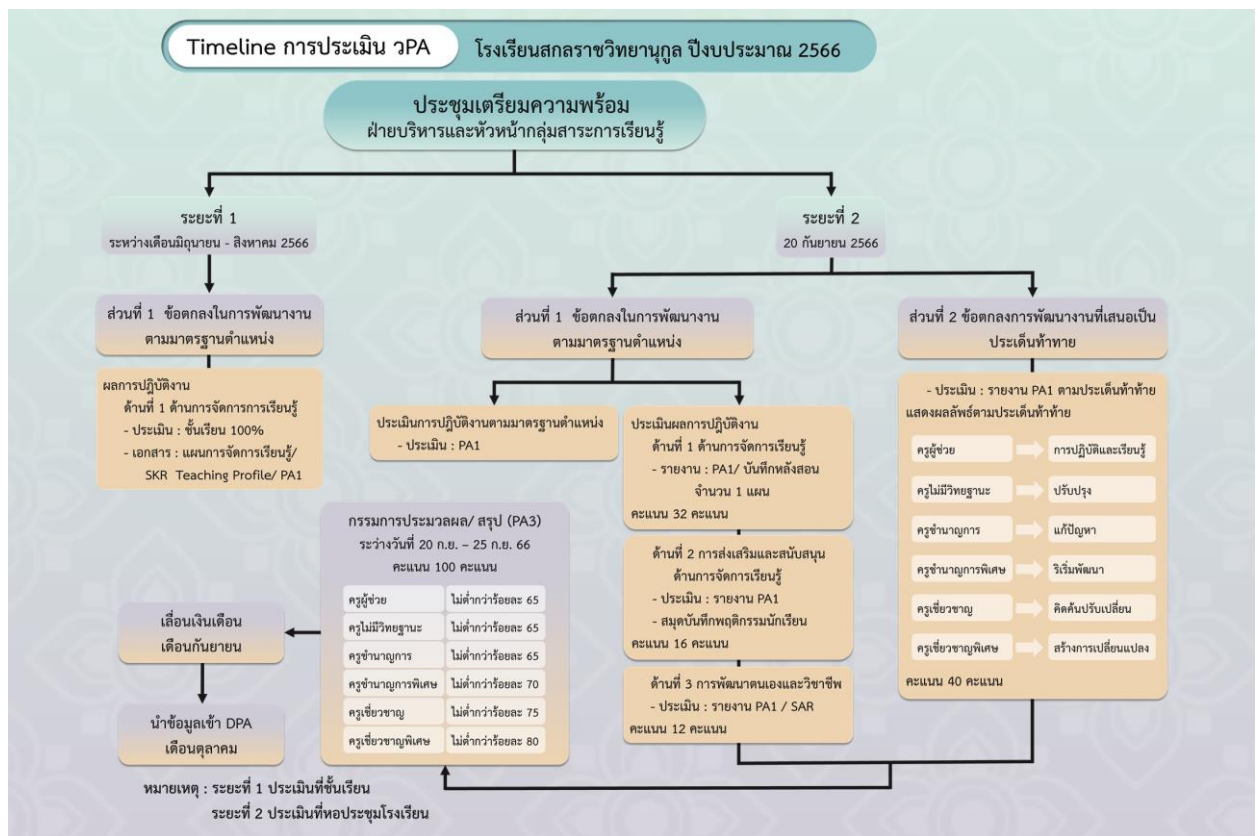 Timeline การประเมิน วPA
โรงเรียนสกลราชวิทยานุกูล ปีงบประมาณ 2566
ประชุมเตรียมความพร้อม
ฝ่ายบริหารและหัวหน้ากลุ่มสาระการเรียนรู้
ระยะที่ 1
ระหว่างเดือนมิถุนายน - สิงหาคม 2566
ส่วนที่ 1 ข้อตกลงในการพัฒนางาน
ตามมาตรฐานตำแหน่ง
ผลการปฎิบัติงาน
ด้านที่ 1 ด้านการจัดการการเรียนรู้
- ประเมิน : ชั้นเรียน 100%
- เอกสาร : แผนการจัดการเรียนรู้/
SKR Teaching Profile/ PA1
ระยะที่ 2
20 กันยายน 2566
ส่วนที่ 1 ข้อตกลงในการพัฒนางาน
ตามมาตรฐานตำแหน่ง
ประเมินการปฎิบัติงานตามมาตรฐานตำแหน่ง
- ประเมิน : PA1
ประเมินผลการปฎิบัติงาน
ด้านที่ 1 ด้านการจัดการเรียนรู้
- รายงาน : PA1/ บันทึกหลังสอน
จำนวน 1 แผน
คะแนน 32 คะแนน
ด้านที่ 2 การส่งเสริมและสนับสนุน
ด้านการจัดการเรียนรู้
- ประเมิน : รายงาน PA1
- สมุดบันทึกพฤติกรรมนักเรียน
คะแนน 16 คะแนน
ด้านที่ 3 การพัฒนาตนเองและวิชาชีพ
- ประเมิน : รายงาน PA1 / SAR
คะแนน 12 คะแนน
ส่วนที่ 2 ข้อตกลงการพัฒนางานที่เสนอเป็น
ประเด็นท้าทาย
- ประเมิน : รายงาน PA1 ตามประเด็นท้าท้าย
แสดงผลลัพธ์ตามประเด็นท้าท้าย
ครูผู้ช่วย การปฏิบัติและเรียนรู้
ครูไม่มีวิทยฐานะ ปรับปรุง
ครูชำนาญการ แก้ปัญหา
ครูชำนาญการพิเศษ ริเริ่มพัฒนา
ครูเชี่ยวชาญ คิดค้นปรับเปลี่ยน
ครูเชี่ยวชาญพิเศษ สร้างการเปลี่ยนแปลง
คะแนน 40 คะแนน
กรรมการประมวลผล/ สรุป (PA3)
ระว่างวันที่ 20 ก.ย. – 25 ก.ย. 66
คะแนน 100 คะแนน
ครูผู้ช่วย ไม่ต่ำกว่าร้อยละ 65
ครูไม่มีวิทยฐานะ ไม่ต่ำกว่าร้อยละ 65
ครูชำนาญการ ไม่ต่ำกว่าร้อยละ 65
ครูชำนาญการพิเศษ ไม่ต่ำกว่าร้อยละ 70
ครูเชี่ยวชาญ ไม่ต่ำกว่าร้อยละ 75
ครูเชี่ยวชาญพิเศษ ไม่ต่ำกว่าร้อยละ 80
เลื่อนเงินเดือน
เดือนกันยายน
นำข้อมูลเข้า DPA
เดือนตุลาคม
หมายเหตุ : ระยะที่ 1 ประเมินที่ชั้นเรียน
ระยะที่ 2 ประเมินที่หอประชุมโรงเรียน